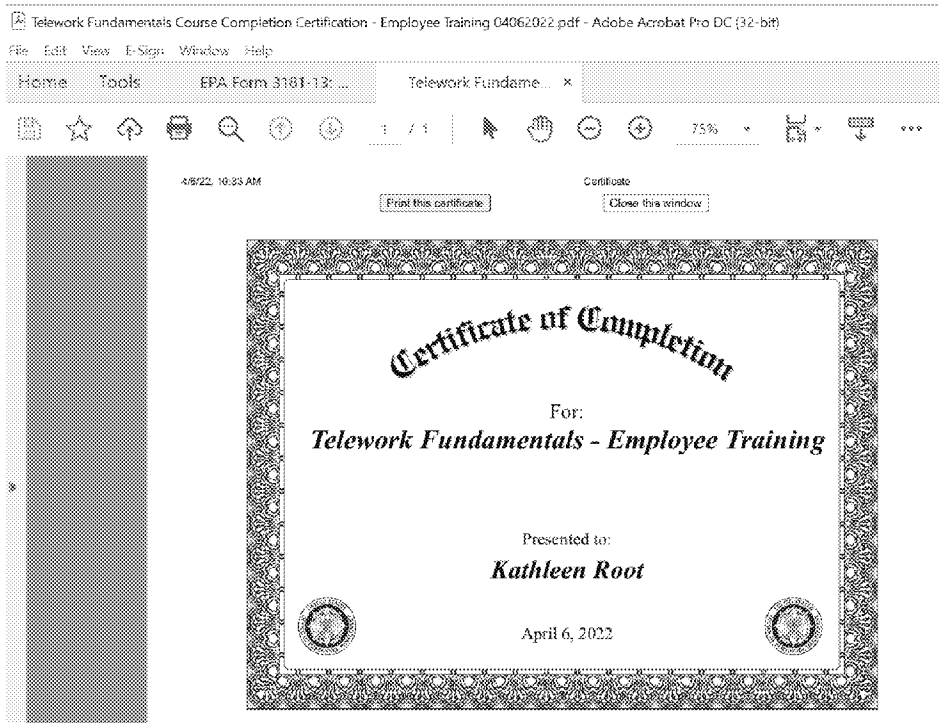 Telework Fundamentals Course Completion Certification - Employee Training 04062022.pdf - Adobe Acrobat Pro DC (32-bit)
File Edit View E-Sign Window Help
Home Tools EPA Form 3181-13: ... Telework Fundame... ×
1 / 1 75%
4/6/22, 10:33 AM Certificate
Print this certificate Close this window
Certificate of Completion
For:
Telework Fundamentals - Employee Training
Presented to:
Kathleen Root
April 6, 2022